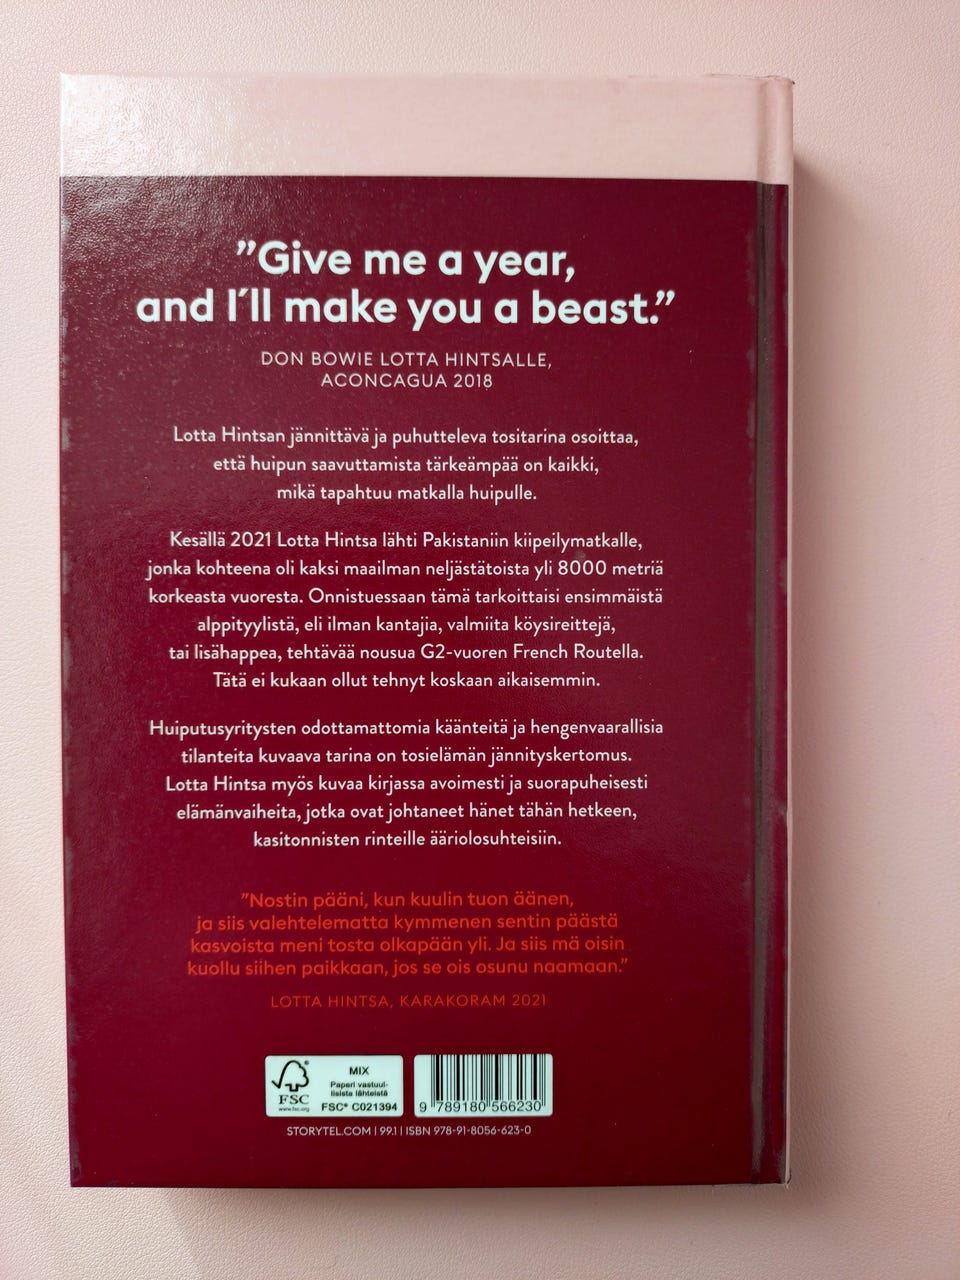 ”Give me a year,
and I´ll make you a beast.”
DON BOWIE LOTTA HINTSALLE,
ACONCAGUA 2018
Lotta Hintsan jännittävä ja puhutteleva tositarina osoittaa,
että huipun saavuttamista tärkeämpää on kaikki,
mikä tapahtuu matkalla huipulle.
Kesällä 2021 Lotta Hintsa lähti Pakistaniin kiipeilymatkalle,
jonka kohteena oli kaksi maailman neljästätoista yli 8000 metriä
korkeasta vuoresta. Onnistuessaan tämä tarkoittaisi ensimmäistä
alppityylistä, eli ilman kantajia, valmiita köysireittejä,
tai lisähappea, tehtävää nousua G2-vuoren French Routella.
Tätä ei kukaan ollut tehnyt koskaan aikaisemmin.
Huiputusyritysten odottamattomia käänteitä ja hengenvaarallisia
tilanteita kuvaava tarina on tosielämän jännityskertomus.
Lotta Hintsa myös kuvaa kirjassa avoimesti ja suorapuheisesti
elämänvaiheita, jotka ovat johtaneet hänet tähän hetkeen,
kasitonnisten rinteille ääriolosuhteisiin.
”Nostin pääni, kun kuulin tuon äänen,
ja siis valehtelematta kymmenen sentin päästä
kasvoista meni tosta olkapään yli. Ja siis mä oisin
kuollu siihen paikkaan, jos se ois osunu naamaan.”
LOTTA HINTSA, KARAKORAM 2021
FSC®
www.fsc.org
MIX
Paperi vastuul-
lisista lähteistä
FSC® C021394
9 789180 566230
STORYTEL.COM | 99.1 | ISBN 978-91-8056-623-0